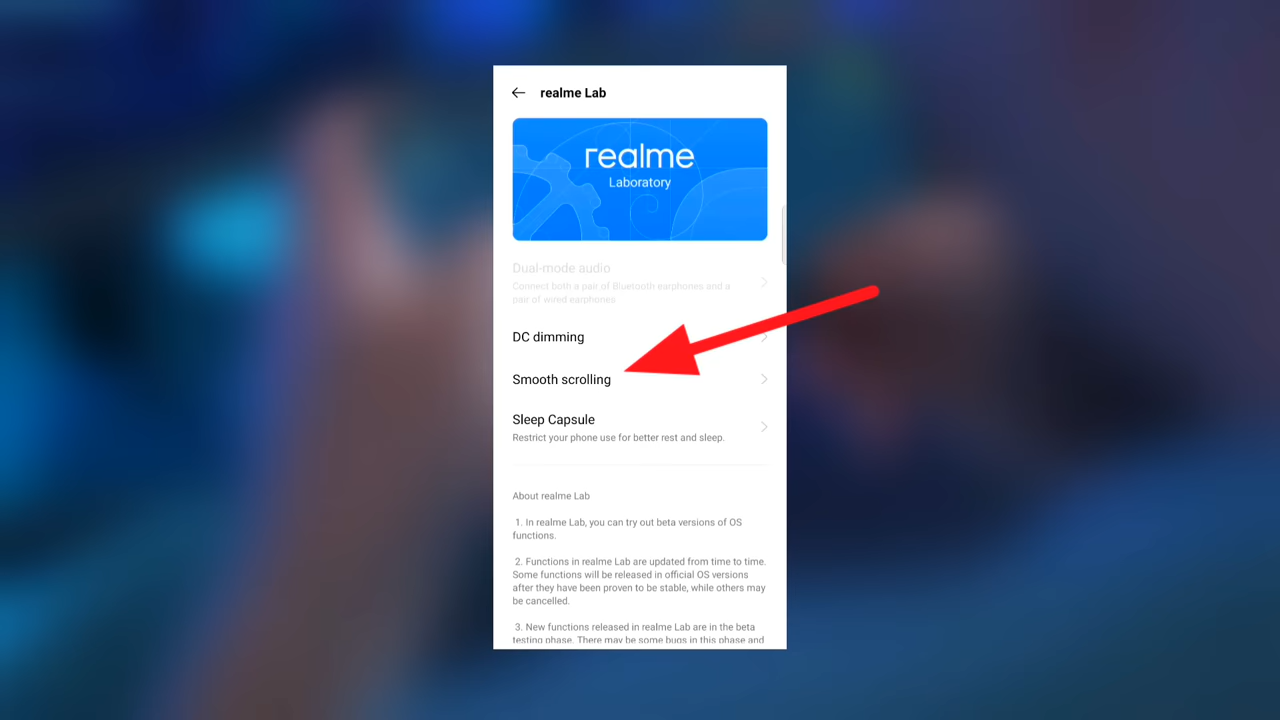 realme Lab
realme
Laboratory
Dual-mode audio
Connect both a pair of Bluetooth earphones and a
pair of wired earphones
DC dimming
Smooth scrolling
Sleep Capsule
Restrict your phone use for better rest and sleep.
About realme Lab
1. In realme Lab, you can try out beta versions of OS
functions.
2. Functions in realme Lab are updated from time to time.
Some functions will be released in official OS versions
after they have been proven to be stable, while others may
be cancelled.
3. New functions released in realme Lab are in the beta
testing phase. There may be some bugs in this phase and